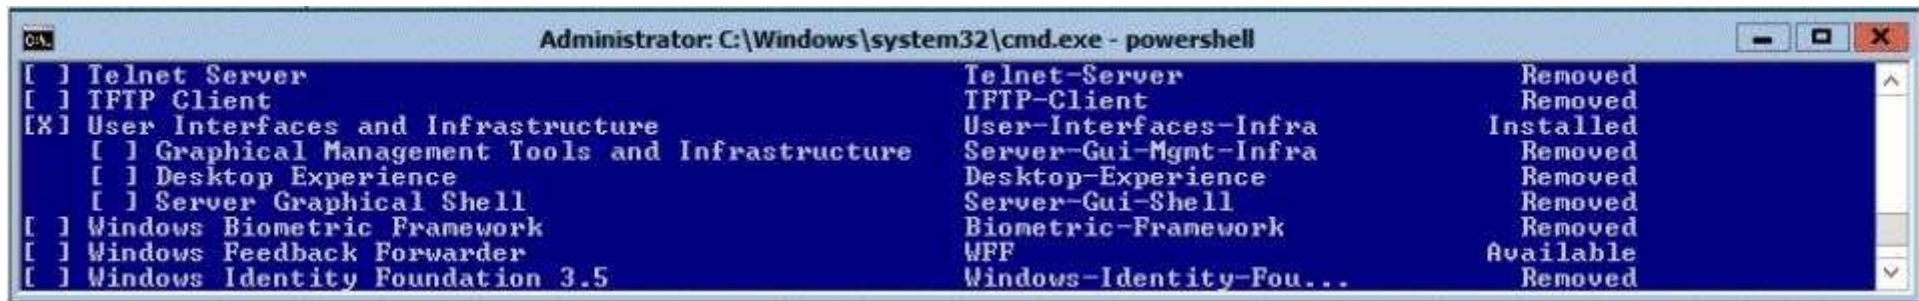 Administrator: C:\Windows\system32\cmd.exe - powershell
[ ] Telnet Server Telnet-Server Removed
[ ] TFTP Client TFTP-Client Removed
[X] User Interfaces and Infrastructure User-Interfaces-Infra Installed
[ ] Graphical Management Tools and Infrastructure Server-Gui-Mgmt-Infra Removed
[ ] Desktop Experience Desktop-Experience Removed
[ ] Server Graphical Shell Server-Gui-Shell Removed
[ ] Windows Biometric Framework Biometric-Framework Removed
[ ] Windows Feedback Forwarder WFF Available
[ ] Windows Identity Foundation 3.5 Windows-Identity-Fou... Removed